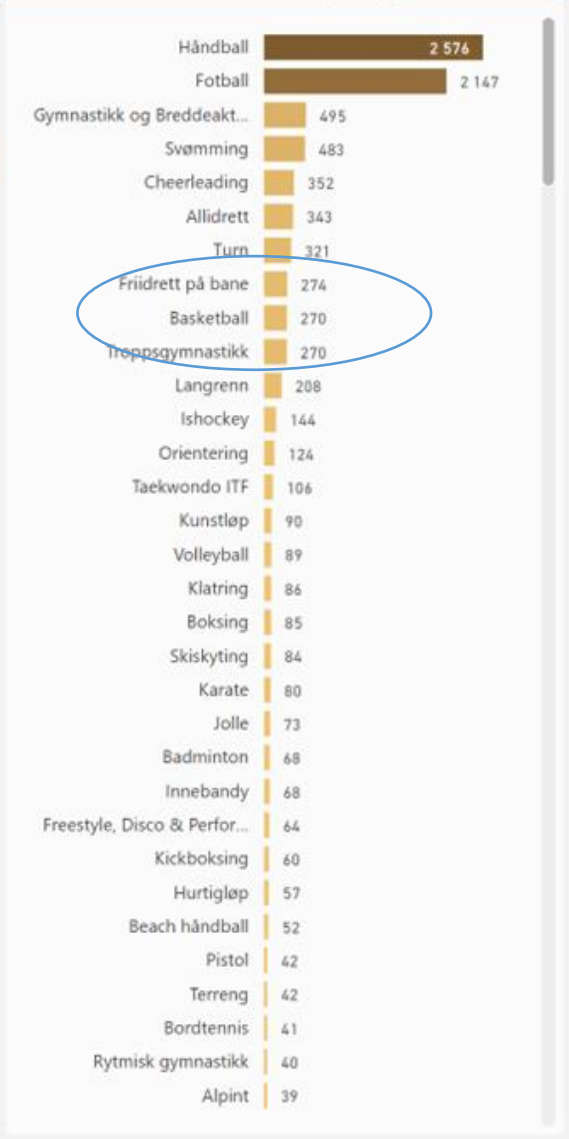 Håndball 2 576
Fotball 2 147
Gymnastikk og Breddeakt... 495
Svømming 483
Cheerleading 352
Allidrett 343
Turn 321
Friidrett på bane 274
Basketball 270
Troppsgymnastikk 270
Langrenn 208
Ishockey 144
Orientering 124
Taekwondo ITF 106
Kunstløp 90
Volleyball 89
Klatring 86
Boksing 85
Skiskyting 84
Karate 80
Jolle 73
Badminton 68
Innebandy 68
Freestyle, Disco & Perfor... 64
Kickboksing 60
Hurtigløp 57
Beach håndball 52
Pistol 42
Terreng 42
Bordtennis 41
Rytmisk gymnastikk 40
Alpint 39